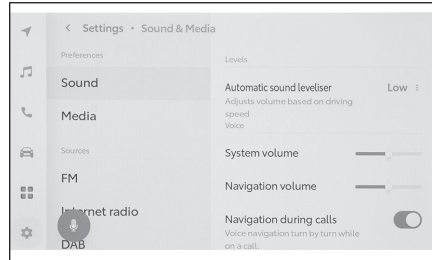 Settings • Sound & Media
Preferences
Sound
Media
Sources
FM
Internet radio
DAB
Levels
Automatic sound leveliser
Low
Adjusts volume based on driving
speed
Voice
System volume
Navigation volume
Navigation during calls
Voice navigation turn by turn while
on a call.